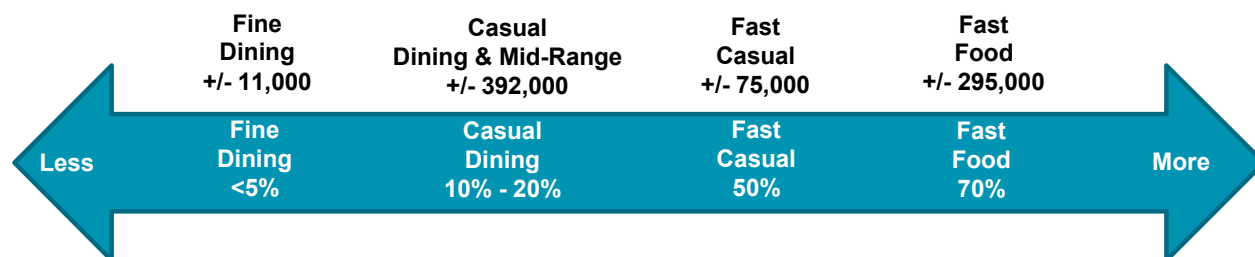 Fine
Dining
+/- 11,000
Casual
Dining & Mid-Range
+/- 392,000
Fast
Casual
+/- 75,000
Fast
Food
+/- 295,000
Less
Fine
Dining
<5%
Casual
Dining
10% - 20%
Fast
Casual
50%
Fast
Food
70%
More